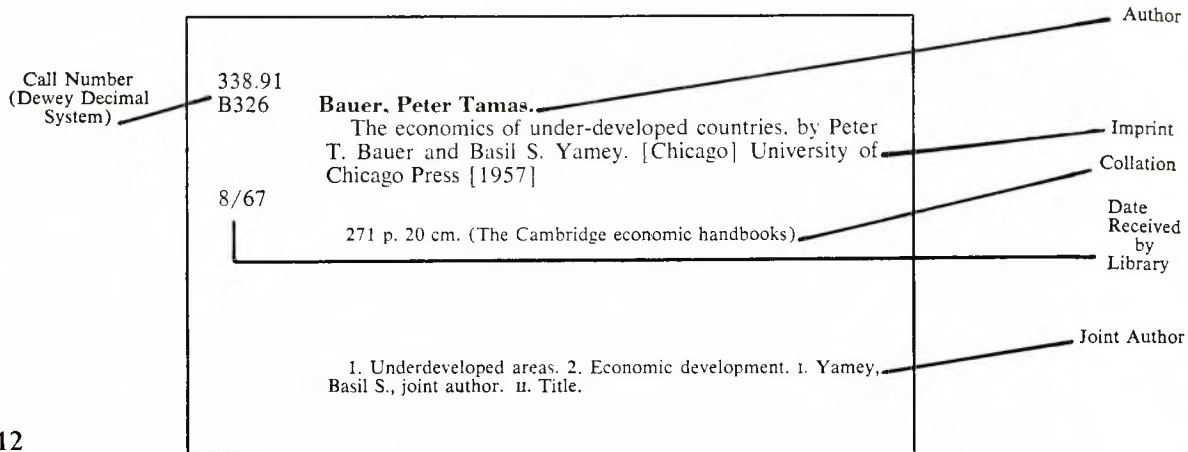 Author
Call Number
(Dewey Decimal
System)
338.91
B326
Bauer, Peter Tamas.
The economics of under-developed countries. by Peter
T. Bauer and Basil S. Yamey. [Chicago] University of
Chicago Press [1957]
Imprint
Collation
8/67
271 p. 20 cm. (The Cambridge economic handbooks)
Date
Received
by
Library
1. Underdeveloped areas. 2. Economic development. I. Yamey,
Basil S., joint author. II. Title.
Joint Author
12